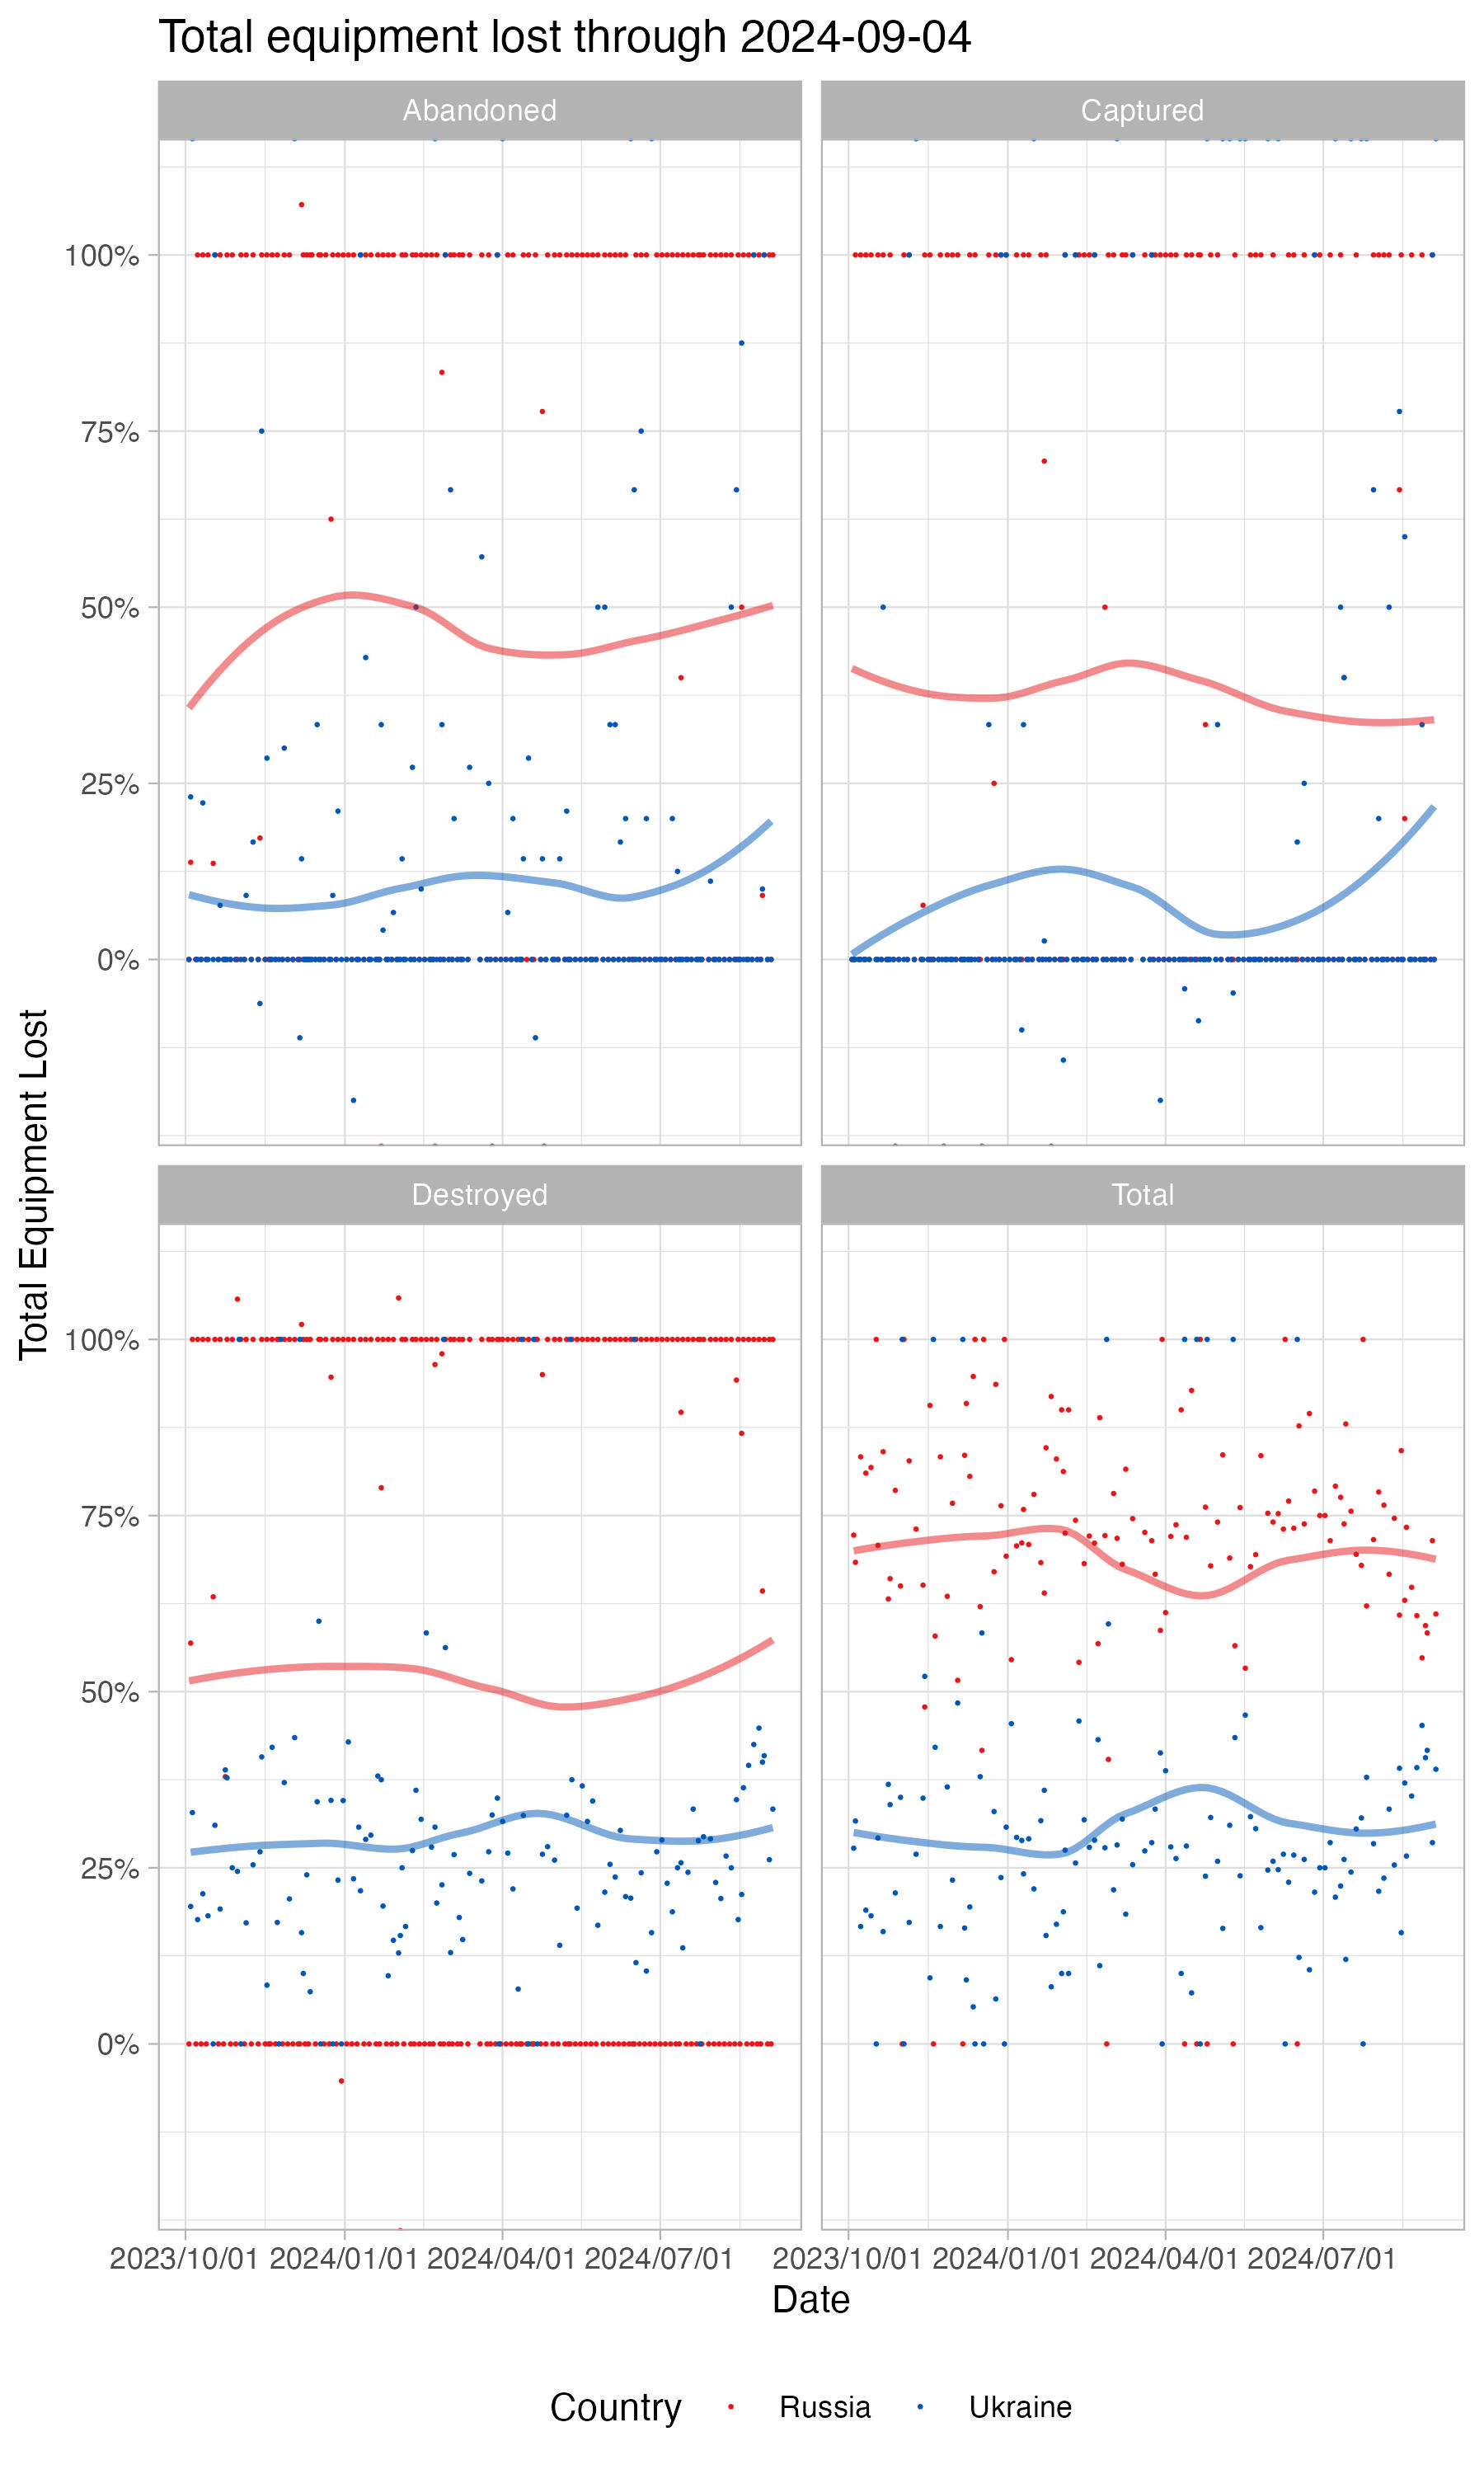 Total equipment lost through 2024-09-04
Abandoned
Captured
100%
75%
50%
25%
0%
Total Equipment Lost
Destroyed
Total
100%
75%
50%
25%
0%
2023/10/01 2024/01/01 2024/04/01 2024/07/01
2023/10/01 2024/01/01 2024/04/01 2024/07/01
Date
Country Russia Ukraine